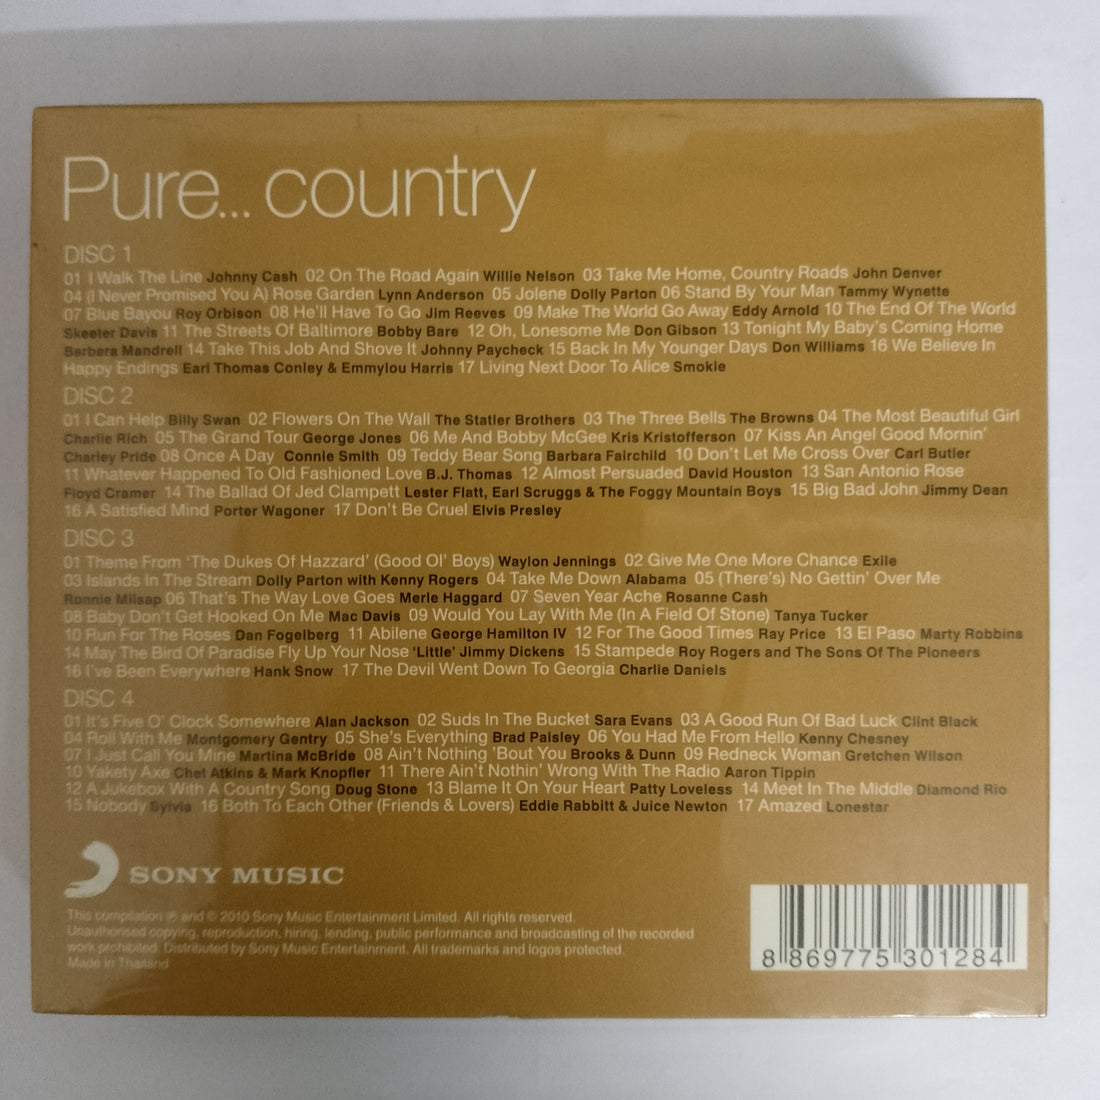 Pure... country
DISC 1
01 I Walk The Line Johnny Cash 02 On The Road Again Willie Nelson 03 Take Me Home, Country Roads John Denver
04 (I Never Promised You A) Rose Garden Lynn Anderson 05 Jolene Dolly Parton 06 Stand By Your Man Tammy Wynette
07 Blue Bayou Roy Orbison 08 He'll Have To Go Jim Reeves 09 Make The World Go Away Eddy Arnold 10 The End Of The World
Skeeter Davis 11 The Streets Of Baltimore Bobby Bare 12 Oh, Lonesome Me Don Gibson 13 Tonight My Baby's Coming Home
Barbara Mandrell 14 Take This Job And Shove It Johnny Paycheck 15 Back In My Younger Days Don Williams 16 We Believe In
Happy Endings Earl Thomas Conley & Emmylou Harris 17 Living Next Door To Alice Smokie
DISC 2
01 I Can Help Billy Swan 02 Flowers On The Wall The Statler Brothers 03 The Three Bells The Browns 04 The Most Beautiful Girl
Charlie Rich 05 The Grand Tour George Jones 06 Me And Bobby McGee Kris Kristofferson 07 Kiss An Angel Good Mornin'
Charley Pride 08 Once A Day Connie Smith 09 Teddy Bear Song Barbara Fairchild 10 Don't Let Me Cross Over Carl Butler
11 Whatever Happened To Old Fashioned Love B.J. Thomas 12 Almost Persuaded David Houston 13 San Antonio Rose
Floyd Cramer 14 The Ballad Of Jed Clampett Lester Flatt, Earl Scruggs & The Foggy Mountain Boys 15 Big Bad John Jimmy Dean
16 A Satisfied Mind Porter Wagoner 17 Don't Be Cruel Elvis Presley
DISC 3
01 Theme From 'The Dukes Of Hazzard' (Good Ol' Boys) Waylon Jennings 02 Give Me One More Chance Exile
03 Islands In The Stream Dolly Parton with Kenny Rogers 04 Take Me Down Alabama 05 (There's) No Gettin' Over Me
Ronnie Milsap 06 That's The Way Love Goes Merle Haggard 07 Seven Year Ache Rosanne Cash
08 Baby Don't Get Hooked On Me Mac Davis 09 Would You Lay With Me (In A Field Of Stone) Tanya Tucker
10 Run For The Roses Dan Fogelberg 11 Abilene George Hamilton IV 12 For The Good Times Ray Price 13 El Paso Marty Robbins
14 May The Bird Of Paradise Fly Up Your Nose 'Little' Jimmy Dickens 15 Stampede Roy Rogers and The Sons Of The Pioneers
16 I've Been Everywhere Hank Snow 17 The Devil Went Down To Georgia Charlie Daniels
DISC 4
01 It's Five O' Clock Somewhere Alan Jackson 02 Suds In The Bucket Sara Evans 03 A Good Run Of Bad Luck Clint Black
04 Roll With Me Montgomery Gentry 05 She's Everything Brad Paisley 06 You Had Me From Hello Kenny Chesney
07 I Just Call You Mine Martina McBride 08 Ain't Nothing 'Bout You Brooks & Dunn 09 Redneck Woman Gretchen Wilson
10 Yakety Axe Chet Atkins & Mark Knopfler 11 There Ain't Nothin' Wrong With The Radio Aaron Tippin
12 A Jukebox With A Country Song Doug Stone 13 Blame It On Your Heart Patty Loveless 14 Meet In The Middle Diamond Rio
15 Nobody Sylvia 16 Both To Each Other (Friends & Lovers) Eddie Rabbitt & Juice Newton 17 Amazed Lonestar
SONY MUSIC
This compilation ℗ and © 2010 Sony Music Entertainment Limited. All rights reserved.
Unauthorised copying, reproduction, hiring, lending, public performance and broadcasting of the recorded
work prohibited. Distributed by Sony Music Entertainment. All trademarks and logos protected.
Made in Thailand
8 869775 301284